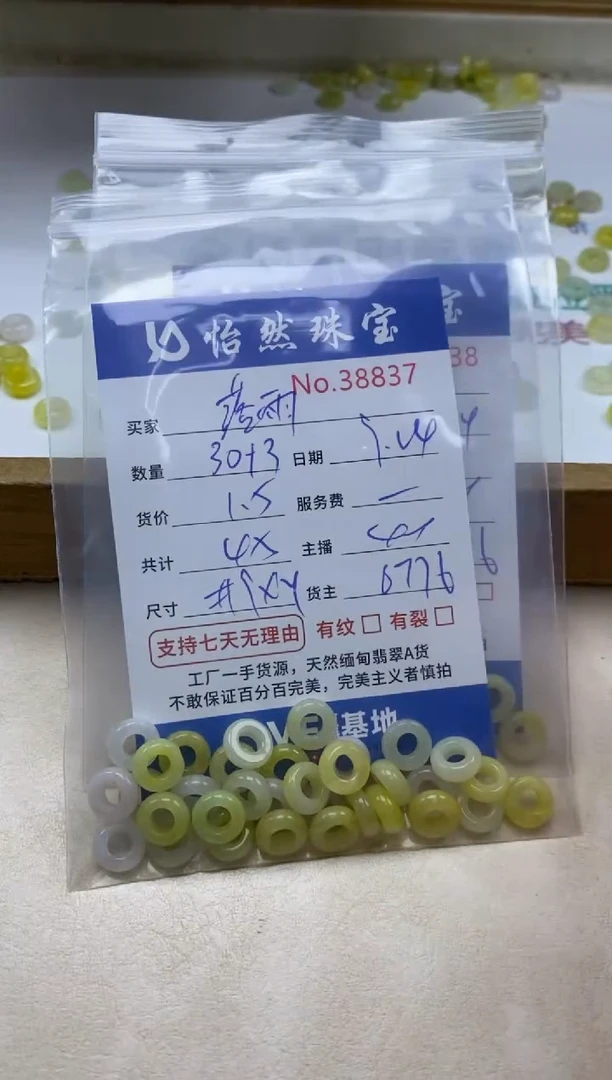 怡然珠宝
No.38837
买家
数量 30+3 日期
货价 1.5 服务费 —
共计 主播
尺寸 货主 6776
支持七天无理由 有纹 有裂
工厂一手货源，天然缅甸翡翠A货
不敢保证百分百完美，完美主义者慎拍
基地
宝
38
美